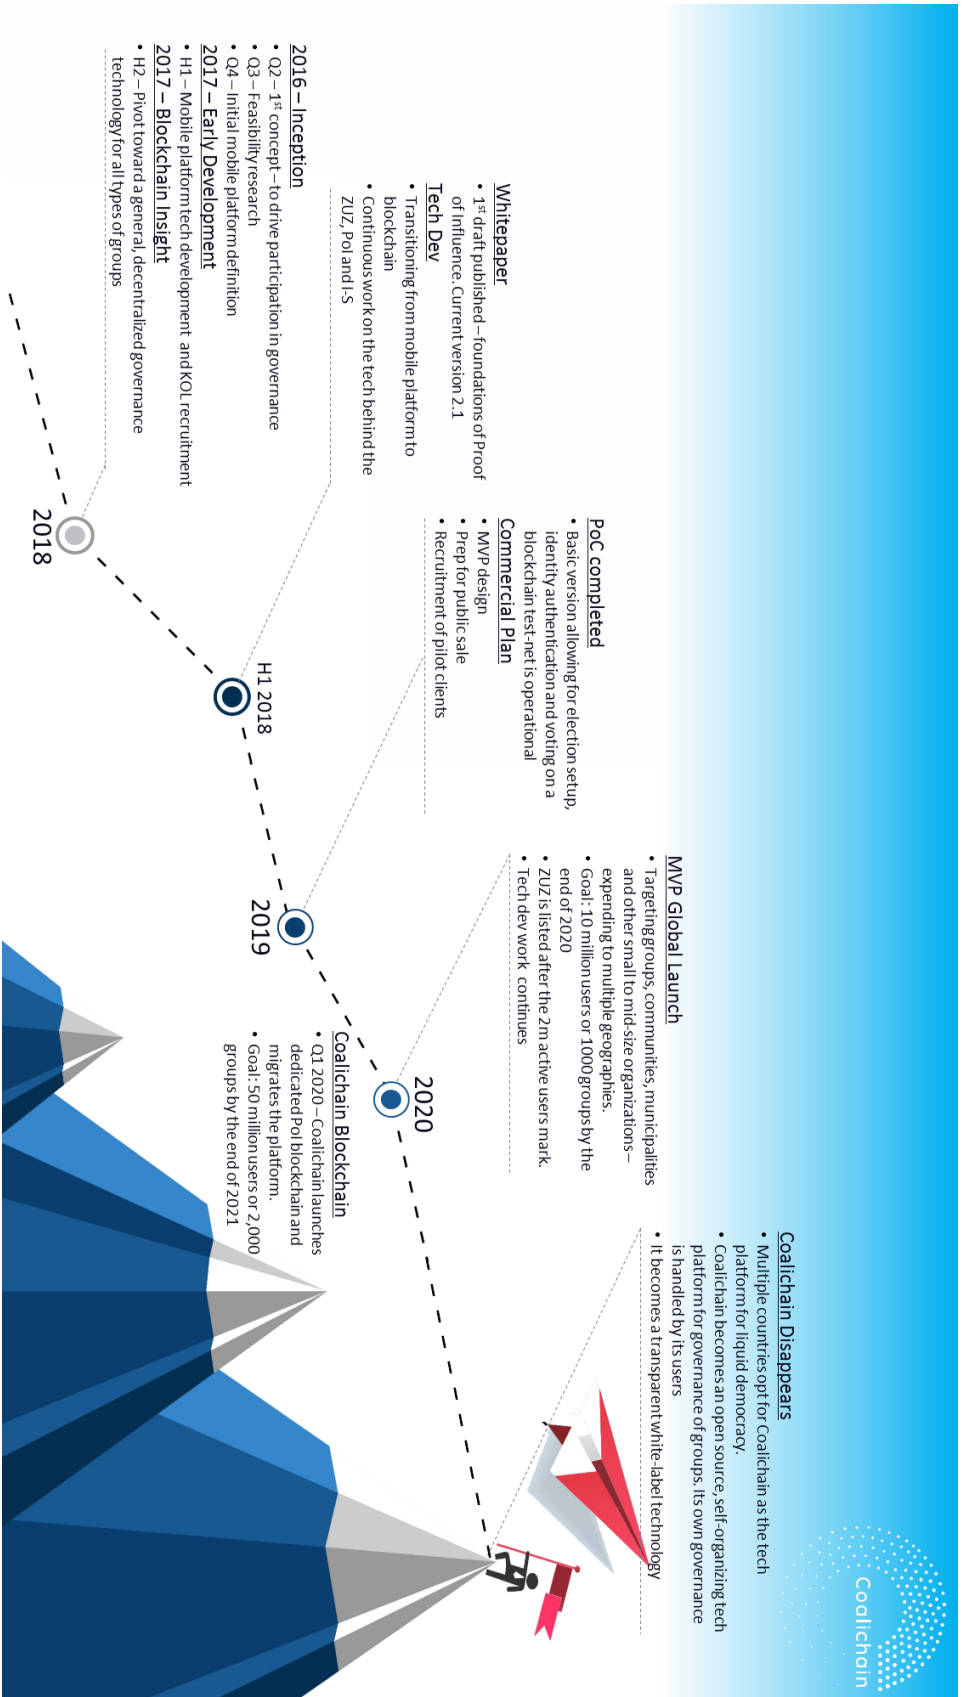 Coalichain
2016 – Inception
• Q2 – 1st concept – to drive participation in governance
• Q3 – Feasibility research
• Q4 – Initial mobile platform definition
2017 – Early Development
• H1 – Mobile platform tech development and KOL recruitment
2017 – Blockchain Insight
• H2 – Pivot toward a general, decentralized governance
technology for all types of groups
2018
Whitepaper
• 1st draft published – foundations of Proof
of Influence. Current version 2.1
Tech Dev
• Transitioning from mobile platform to
blockchain
• Continuous work on the tech behind the
ZUZ, PoI and I-S
H1 2018
PoC completed
• Basic version allowing for election setup,
identity authentication and voting on a
blockchain test-net is operational
Commercial Plan
• MVP design
• Prep for public sale
• Recruitment of pilot clients
2019
MVP Global Launch
• Targeting groups, communities, municipalities
and other small to mid-size organizations –
expending to multiple geographies.
• Goal: 10 million users or 1000 groups by the
end of 2020
• ZUZ is listed after the 2m active users mark.
• Tech dev work continues
2020
Coalichain Blockchain
• Q1 2020 – Coalichain launches
dedicated PoI blockchain and
migrates the platform.
• Goal: 50 million users or 2,000
groups by the end of 2021
Coalichain Disappears
• Multiple countries opt for Coalichain as the tech
platform for liquid democracy.
• Coalichain becomes an open source, self-organizing tech
platform for governance of groups. Its own governance
is handled by its users
• It becomes a transparent white-label technology